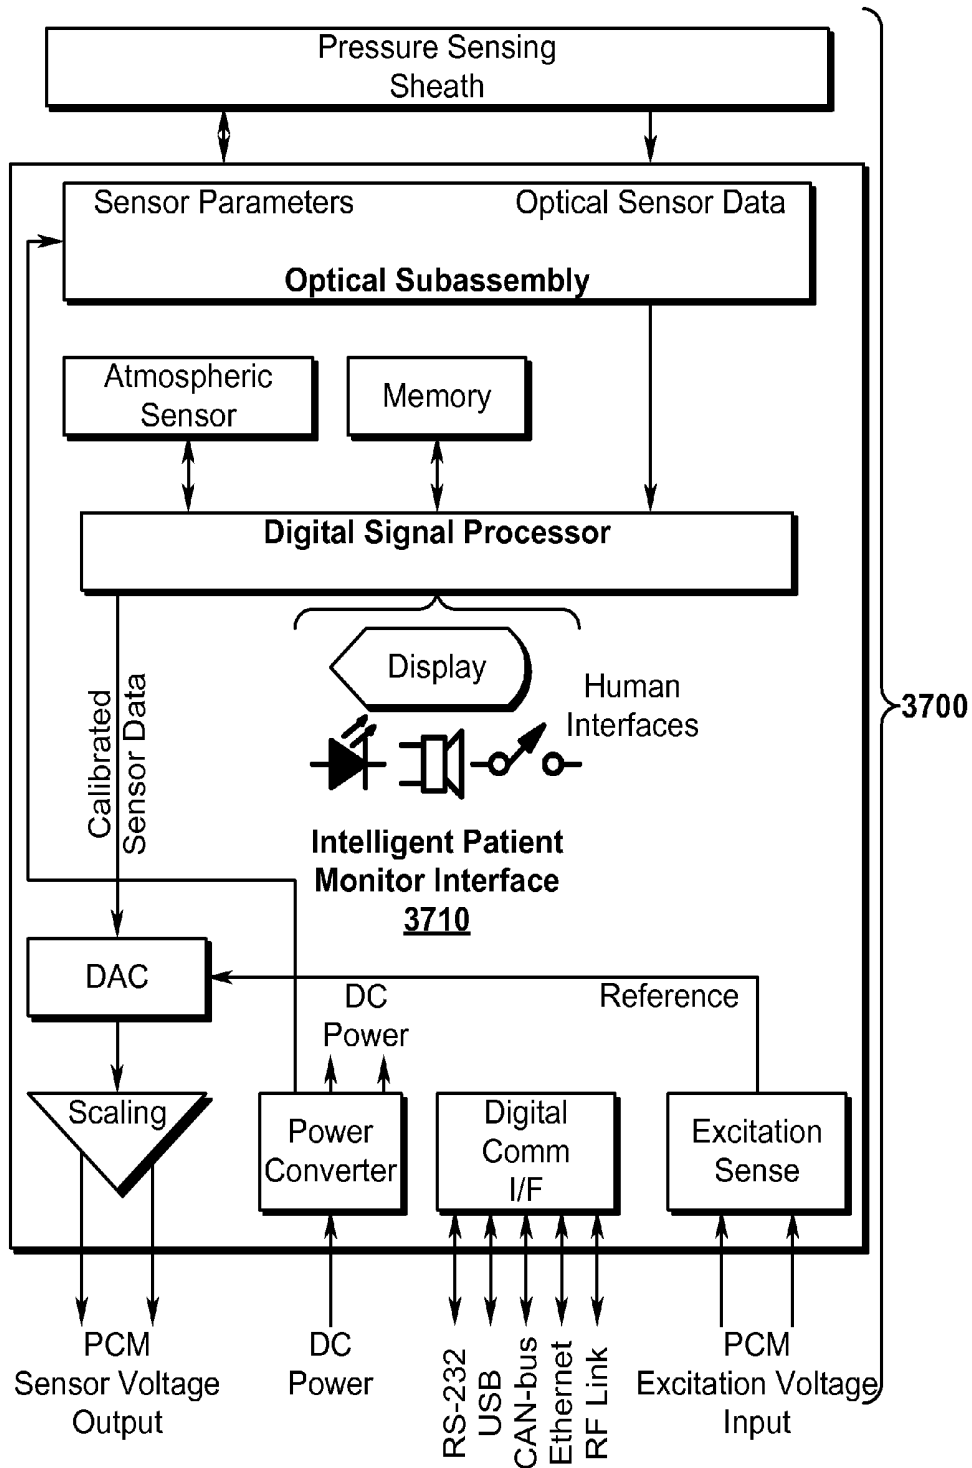 Pressure Sensing
Sheath
Sensor Parameters
Optical Sensor Data
Optical Subassembly
Atmospheric
Sensor
Memory
Digital Signal Processor
Display
Human
Interfaces
3700
Calibrated
Sensor Data
Intelligent Patient
Monitor Interface
3710
DAC
Reference
DC
Power
Scaling
Power
Converter
Digital
Comm
I/F
Excitation
Sense
PCM
Sensor Voltage
Output
DC
Power
RS-232
USB
CAN-bus
Ethernet
RF Link
PCM
Excitation Voltage
Input